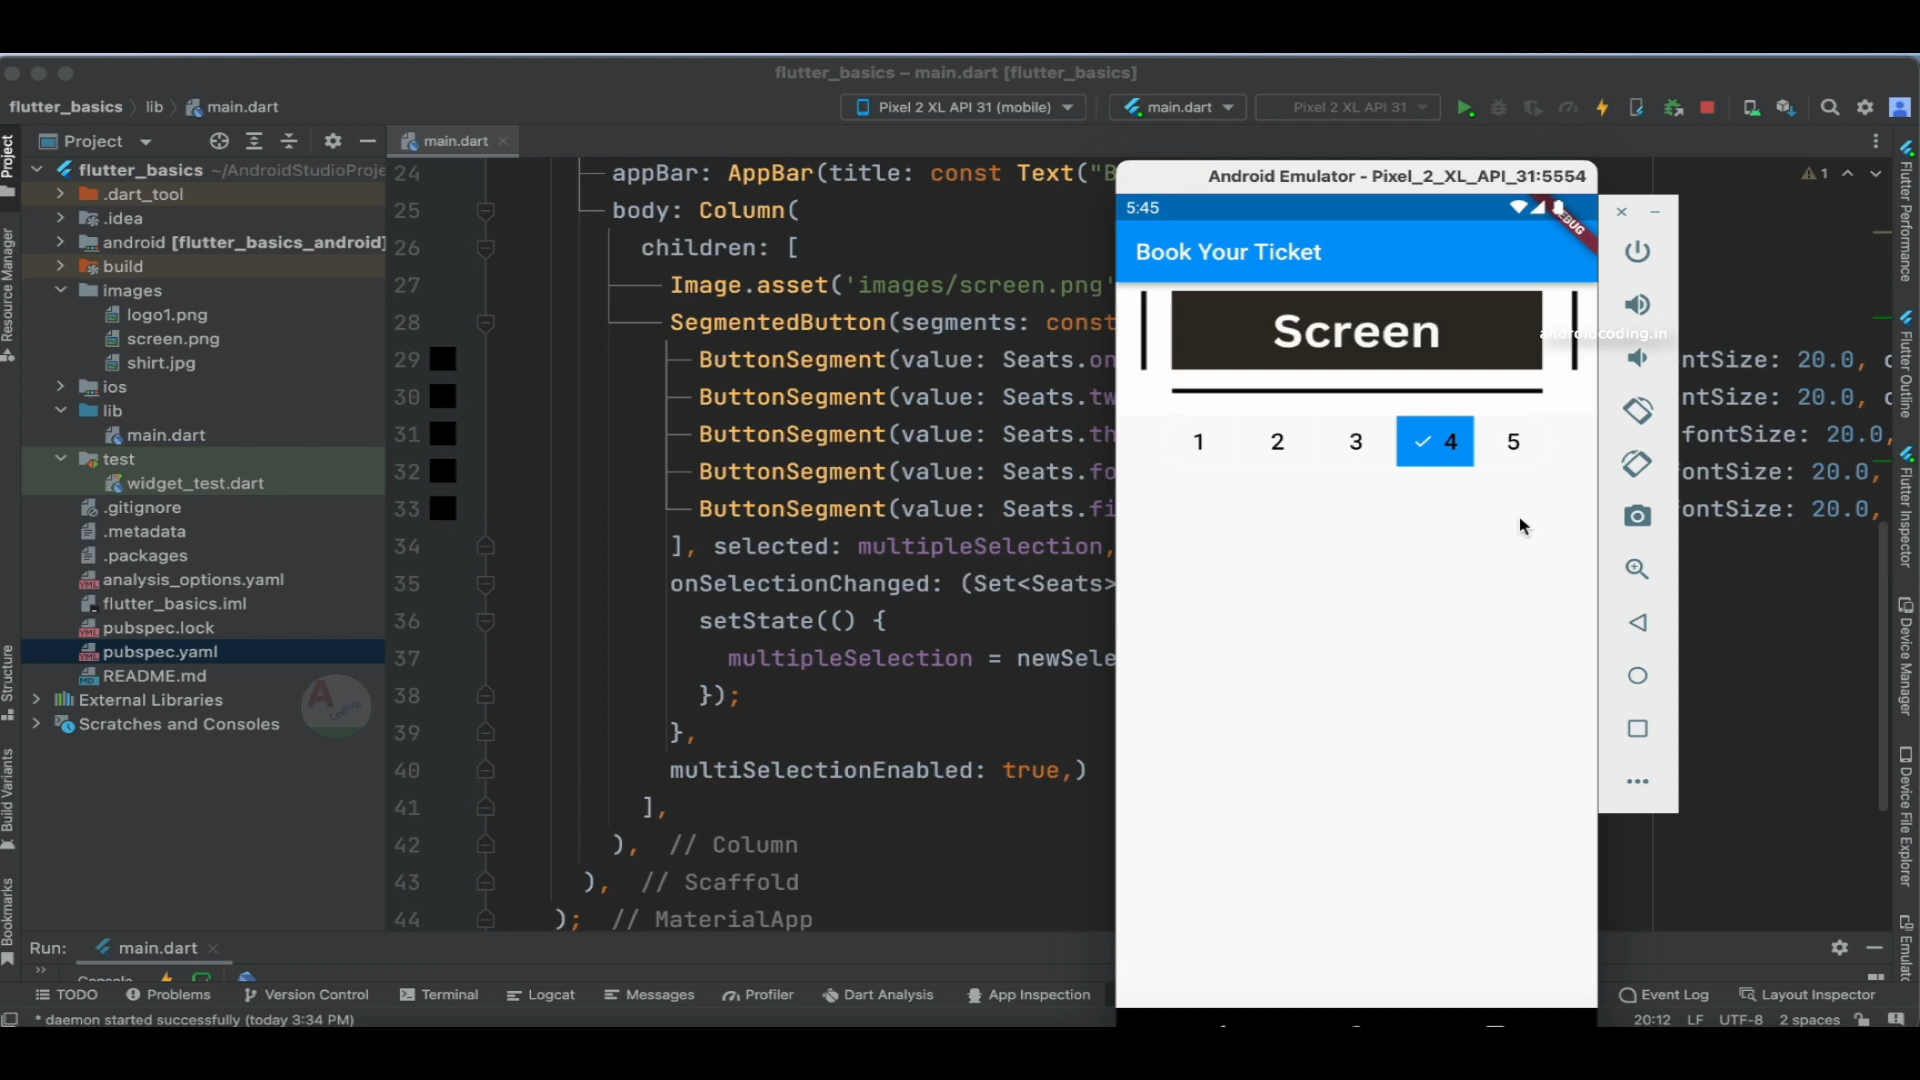 flutter_basics – main.dart [flutter_basics]
flutter_basics lib main.dart
Pixel 2 XL API 31 (mobile) main.dart Pixel 2 XL API 31
Project
main.dart
flutter_basics ~/AndroidStudioProje
.dart_tool
.idea
android [flutter_basics_android]
build
images
logo1.png
screen.png
shirt.jpg
ios
lib
main.dart
test
widget_test.dart
.gitignore
.metadata
.packages
analysis_options.yaml
flutter_basics.iml
pubspec.lock
pubspec.yaml
README.md
External Libraries
Scratches and Consoles
A Coding
Project
Resource Manager
Structure
Build Variants
Bookmarks
24 appBar: AppBar(title: const Text("B
25 body: Column(
26 children: [
27 Image.asset('images/screen.png'
28 SegmentedButton(segments: const
29 ButtonSegment(value: Seats.on ntSize: 20.0, c
30 ButtonSegment(value: Seats.tw ntSize: 20.0, c
31 ButtonSegment(value: Seats.th fontSize: 20.0,
32 ButtonSegment(value: Seats.fo ontSize: 20.0,
33 ButtonSegment(value: Seats.fi ontSize: 20.0,
34 ], selected: multipleSelection,
35 onSelectionChanged: (Set<Seats>
36 setState(() {
37 multipleSelection = newSele
38 });
39 },
40 multiSelectionEnabled: true,)
41 ],
42 ), // Column
43 ), // Scaffold
44 ); // MaterialApp
1
Android Emulator - Pixel_2_XL_API_31:5554
5:45
DEBUG
Book Your Ticket
Screen
androidcoding.in
1 2 3 4 5
Flutter Performance
Flutter Outline
Flutter Inspector
Device Manager
Device File Explorer
Emulato
Run: main.dart
Console
TODO Problems Version Control Terminal Logcat Messages Profiler Dart Analysis App Inspection Event Log Layout Inspector
* daemon started successfully (today 3:34 PM) 20:12 LF UTF-8 2 spaces